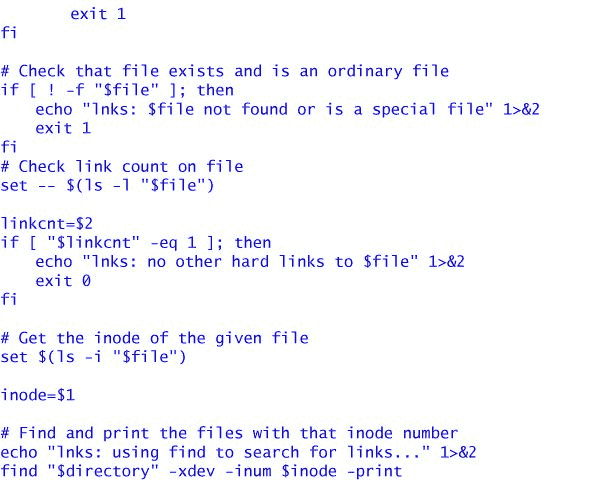 exit 1
fi
# Check that file exists and is an ordinary file
if [ ! -f "$file" ]; then
echo "lnks: $file not found or is a special file" 1>&2
exit 1
fi
# Check link count on file
set -- $(ls -l "$file")
linkcnt=$2
if [ "$linkcnt" -eq 1 ]; then
echo "lnks: no other hard links to $file" 1>&2
exit 0
fi
# Get the inode of the given file
set $(ls -i "$file")
inode=$1
# Find and print the files with that inode number
echo "lnks: using find to search for links..." 1>&2
find "$directory" -xdev -inum $inode -print